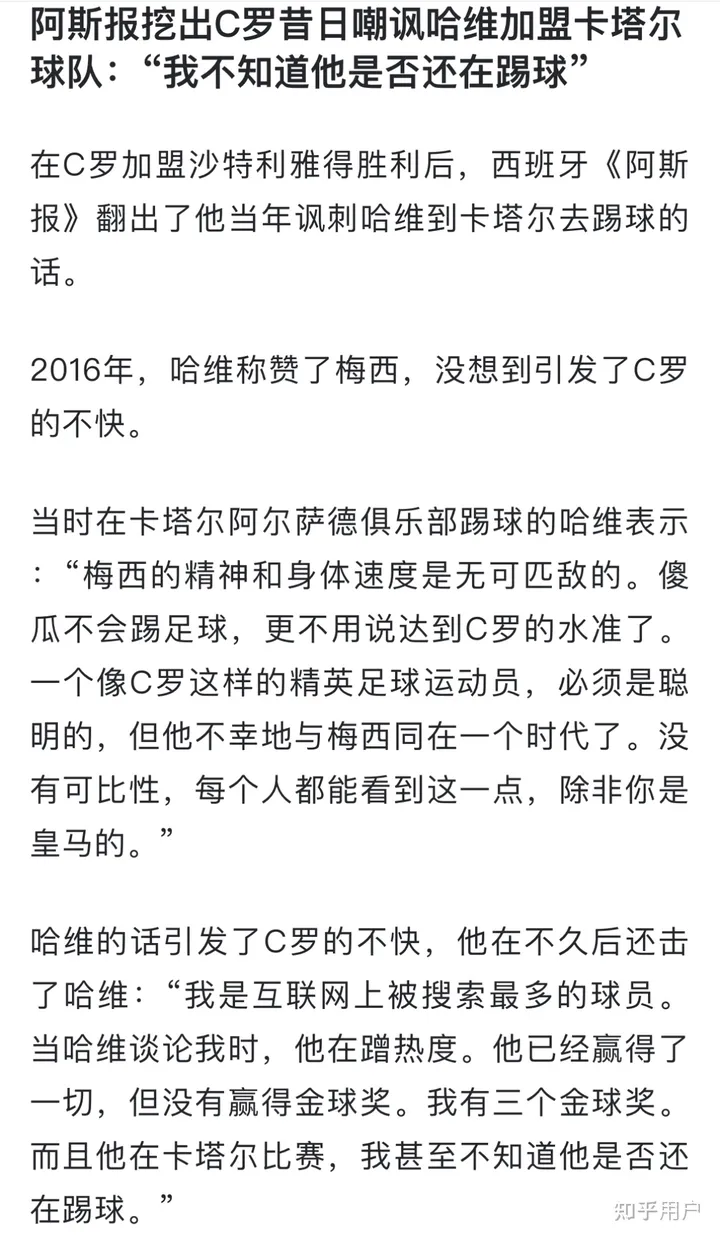 阿斯报挖出C罗昔日嘲讽哈维加盟卡塔尔
球队：“我不知道他是否还在踢球”
在C罗加盟沙特利雅得胜利后，西班牙《阿斯
报》翻出了他当年讽刺哈维到卡塔尔去踢球的
话。
2016年，哈维称赞了梅西，没想到引发了C罗
的不快。
当时在卡塔尔阿尔萨德俱乐部踢球的哈维表示
：“梅西的精神和身体速度是无可匹敌的。傻
瓜不会踢足球，更不用说达到C罗的水准了。
一个像C罗这样的精英足球运动员，必须是聪
明的，但他不幸地与梅西同在一个时代了。没
有可比性，每个人都能看到这一点，除非你是
皇马的。”
哈维的话引发了C罗的不快，他在不久后还击
了哈维：“我是互联网上被搜索最多的球员。
当哈维谈论我时，他在蹭热度。他已经赢得了
一切，但没有赢得金球奖。我有三个金球奖。
而且他在卡塔尔比赛，我甚至不知道他是否还
在踢球。”
知乎用户